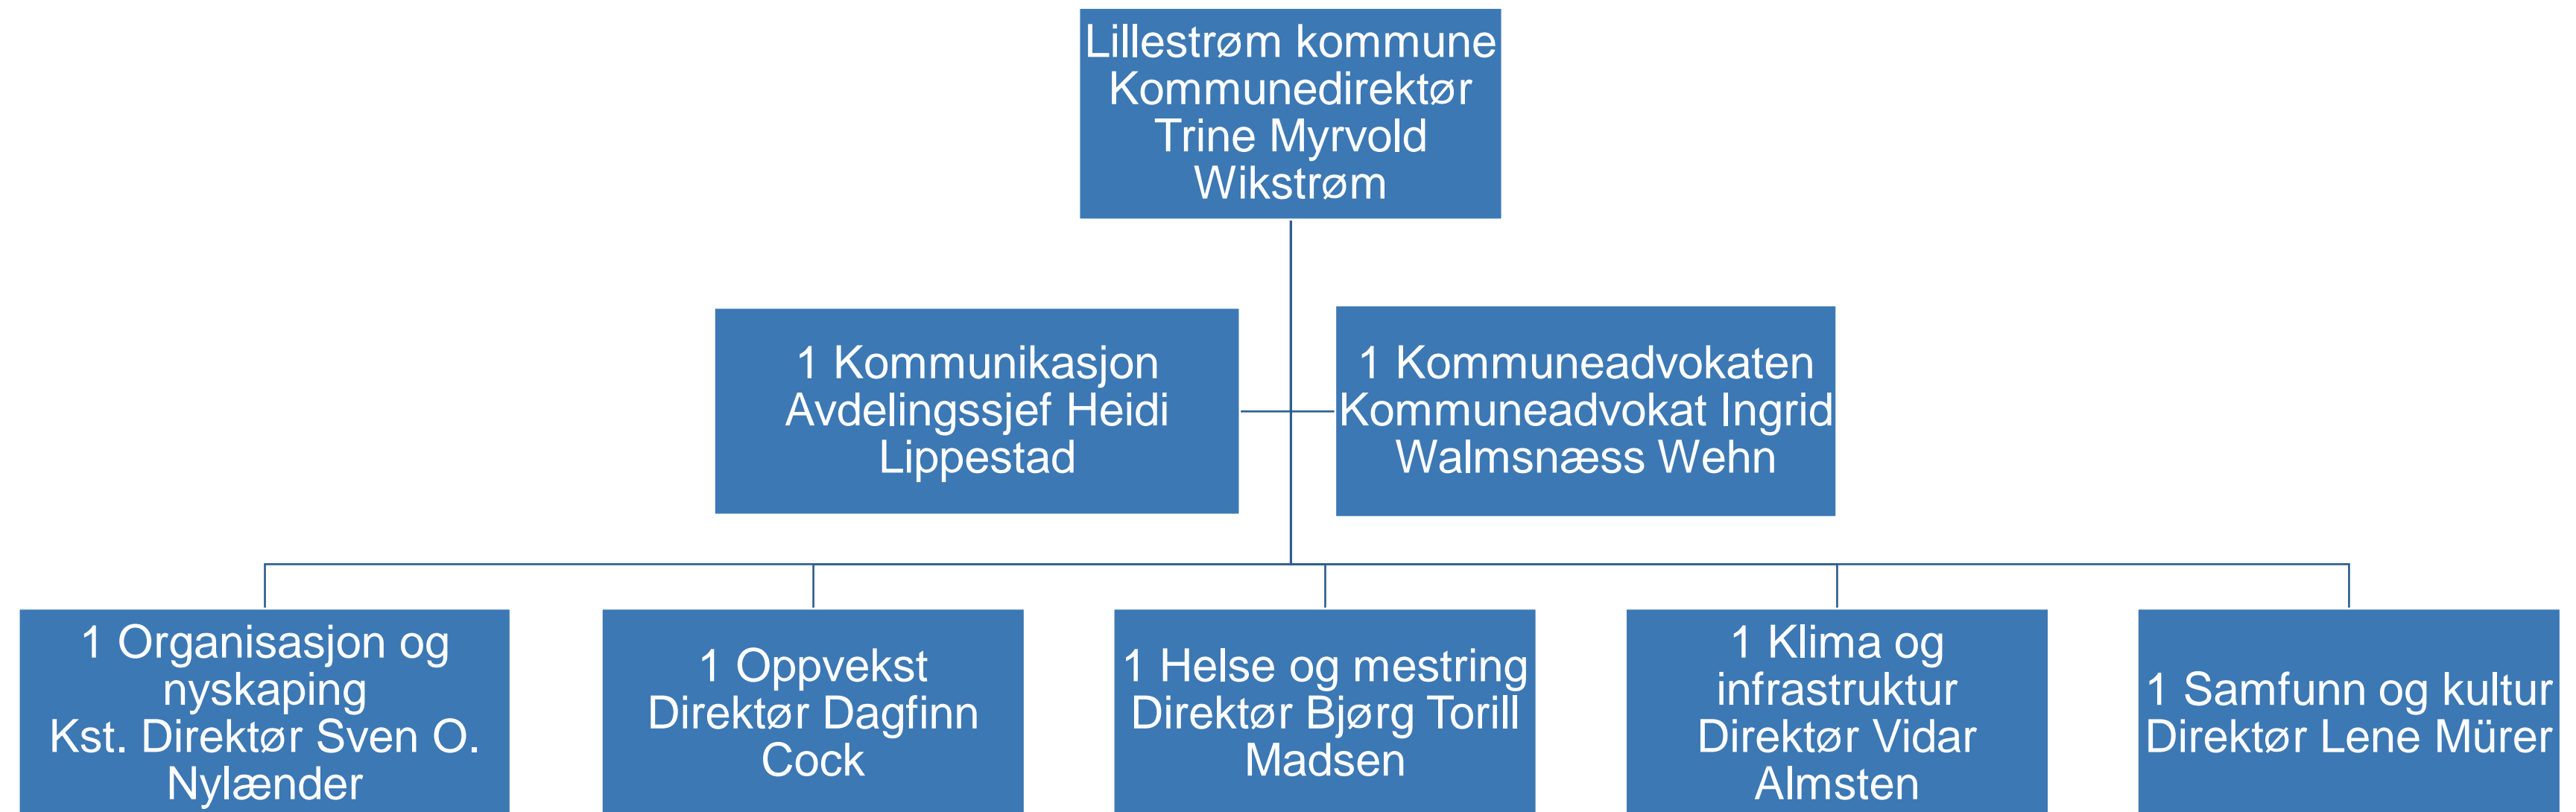 Lillestrøm kommune
Kommunedirektør
Trine Myrvold
Wikstrøm
1 Kommunikasjon
Avdelingssjef Heidi
Lippestad
1 Kommuneadvokaten
Kommuneadvokat Ingrid
Walmsnæss Wehn
1 Organisasjon og
nyskaping
Kst. Direktør Sven O.
Nylænder
1 Oppvekst
Direktør Dagfinn
Cock
1 Helse og mestring
Direktør Bjørg Torill
Madsen
1 Klima og
infrastruktur
Direktør Vidar
Almsten
1 Samfunn og kultur
Direktør Lene Mürer